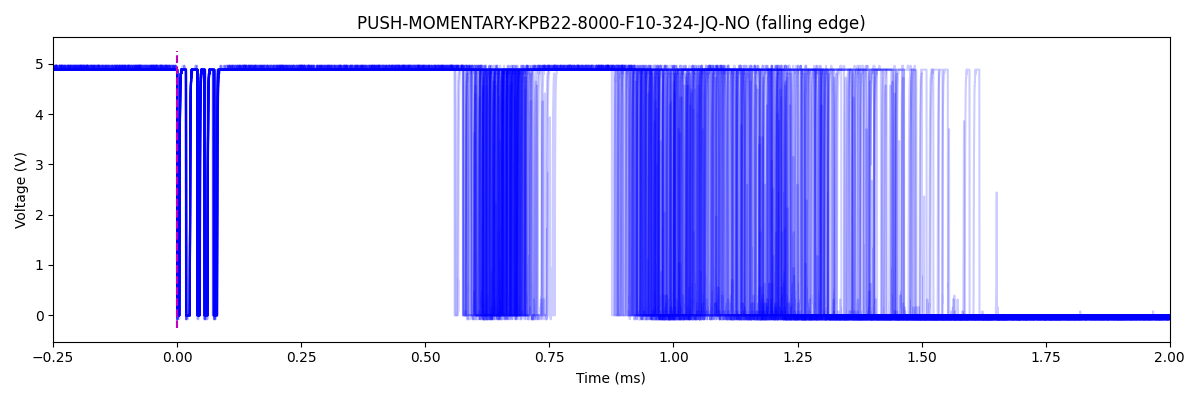 PUSH-MOMENTARY-KPB22-8000-F10-324-JQ-NO (falling edge)
Voltage (V)
5
4
3
2
1
0
−0.25 0.00 0.25 0.50 0.75 1.00 1.25 1.50 1.75 2.00
Time (ms)